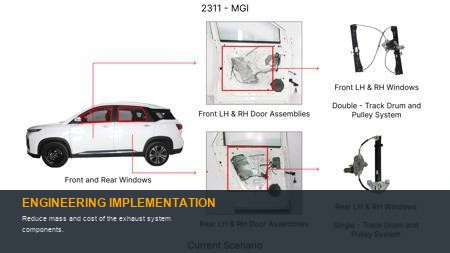 2311 - MGI
Front LH & RH Windows
Front LH & RH Door Assemblies
Double - Track Drum and
Pulley System
Front and Rear Windows
ENGINEERING IMPLEMENTATION
Reduce mass and cost of the exhaust system
components.
Rear LH & RH Windows
Rear LH & RH Door Assemblies
Single - Track Drum and
Pulley System
Current Scenario